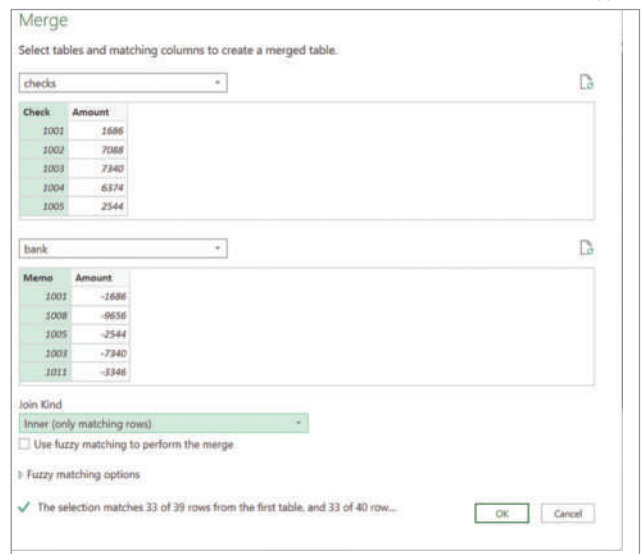 Merge
Select tables and matching columns to create a merged table.
checks
Check Amount
1001 1686
1002 7088
1003 7340
1004 6374
1005 2544
bank
Memo Amount
1001 -1686
1008 -9656
1005 -2544
1003 -7340
1011 -3346
Join Kind
Inner (only matching rows)
Use fuzzy matching to perform the merge
Fuzzy matching options
The selection matches 33 of 39 rows from the first table, and 33 of 40 row...
OK Cancel